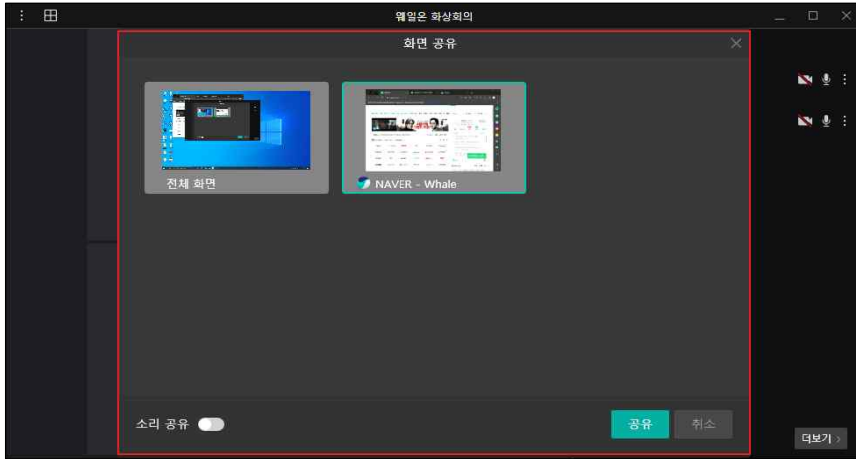 웨일온 화상회의
화면 공유
전체 화면
NAVER - Whale
소리 공유
공유
취소
더보기